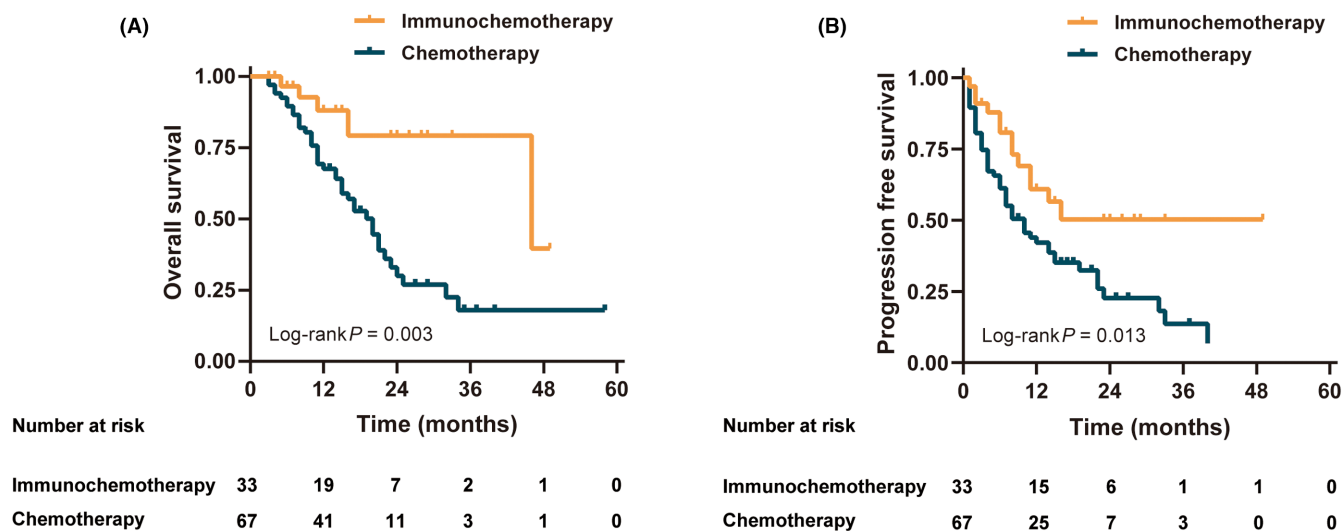 (A)
Immunochemotherapy
Chemotherapy
Overall survival
1.00
0.75
0.50
0.25
0.00
Log-rank P = 0.003
0 12 24 36 48 60
Time (months)
Number at risk
Immunochemotherapy 33 19 7 2 1 0
Chemotherapy 67 41 11 3 1 0
(B)
Immunochemotherapy
Chemotherapy
Progression free survival
1.00
0.75
0.50
0.25
0.00
Log-rank P = 0.013
0 12 24 36 48 60
Time (months)
Number at risk
Immunochemotherapy 33 15 6 1 1 0
Chemotherapy 67 25 7 3 0 0